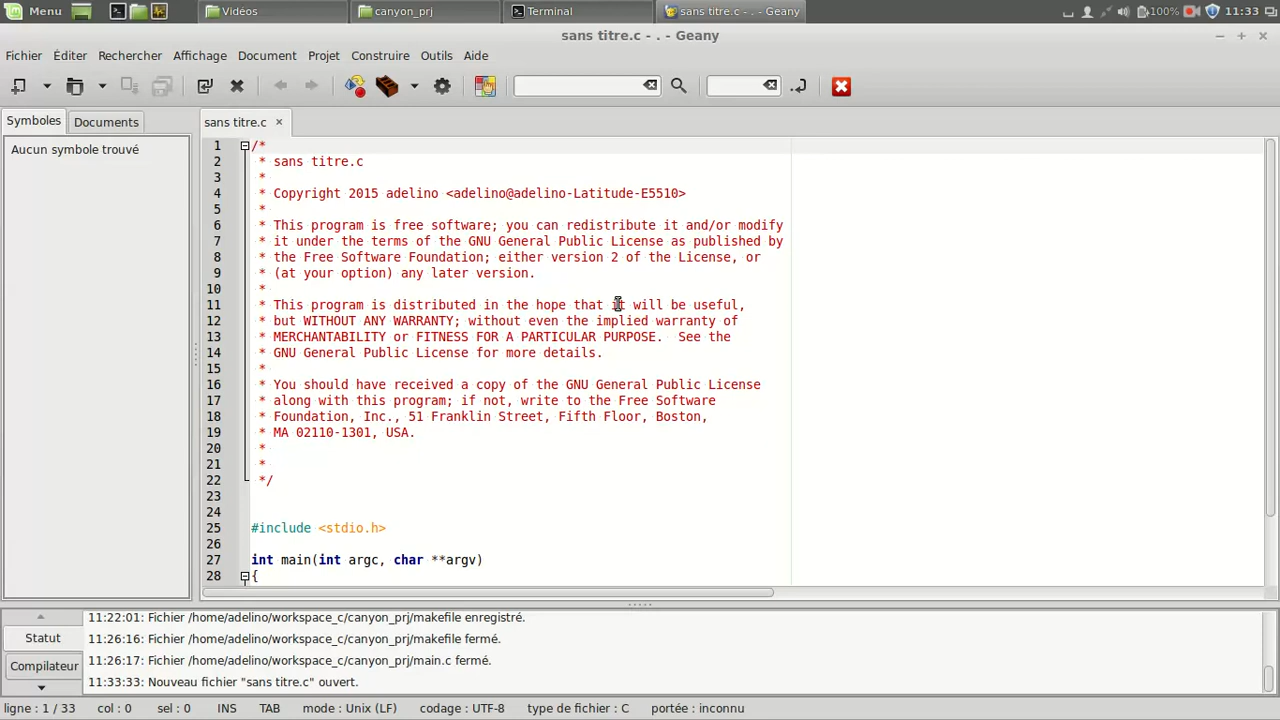 Menu Vidéos canyon_prj Terminal sans titre.c - . - Geany 100% 11:33
sans titre.c - . - Geany
Fichier Éditer Rechercher Affichage Document Projet Construire Outils Aide
Symboles Documents sans titre.c
Aucun symbole trouvé
1 /*
2 * sans titre.c
3 *
4 * Copyright 2015 adelino <adelino@adelino-Latitude-E5510>
5 *
6 * This program is free software; you can redistribute it and/or modify
7 * it under the terms of the GNU General Public License as published by
8 * the Free Software Foundation; either version 2 of the License, or
9 * (at your option) any later version.
10 *
11 * This program is distributed in the hope that it will be useful,
12 * but WITHOUT ANY WARRANTY; without even the implied warranty of
13 * MERCHANTABILITY or FITNESS FOR A PARTICULAR PURPOSE.  See the
14 * GNU General Public License for more details.
15 *
16 * You should have received a copy of the GNU General Public License
17 * along with this program; if not, write to the Free Software
18 * Foundation, Inc., 51 Franklin Street, Fifth Floor, Boston,
19 * MA 02110-1301, USA.
20 *
21 *
22 */
23
24
25 #include <stdio.h>
26
27 int main(int argc, char **argv)
28 {
11:22:01: Fichier /home/adelino/workspace_c/canyon_prj/makefile enregistré.
Statut 11:26:16: Fichier /home/adelino/workspace_c/canyon_prj/makefile fermé.
Compilateur 11:26:17: Fichier /home/adelino/workspace_c/canyon_prj/main.c fermé.
11:33:33: Nouveau fichier "sans titre.c" ouvert.
ligne : 1 / 33 col : 0 sel : 0 INS TAB mode : Unix (LF) codage : UTF-8 type de fichier : C portée : inconnu